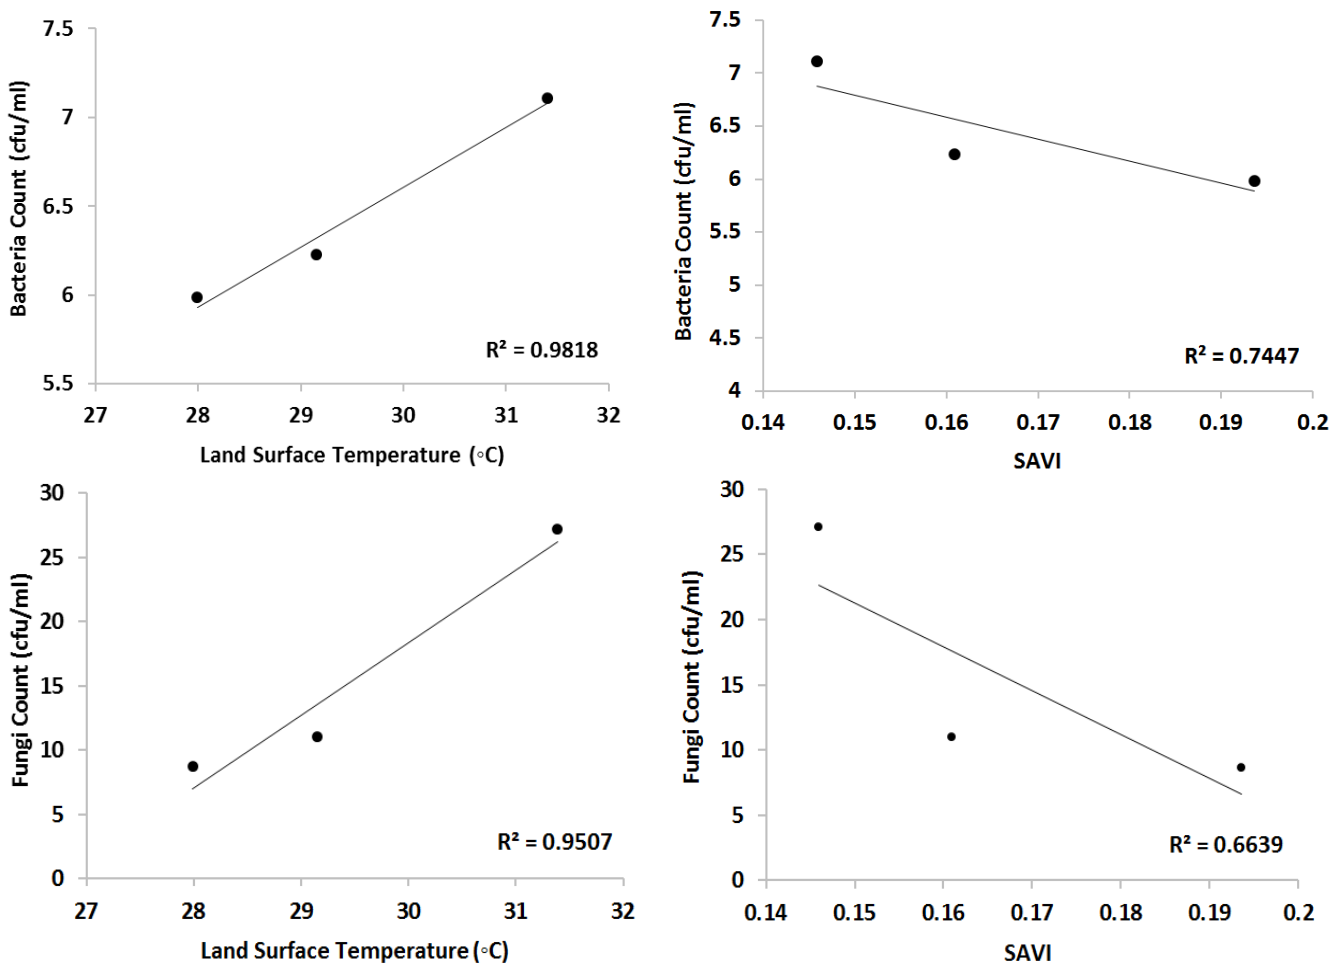 7.5
7
6.5
6
5.5
Bacteria Count (cfu/ml)
R² = 0.9818
27 28 29 30 31 32
Land Surface Temperature (◦C)
7.5
7
6.5
6
5.5
5
4.5
4
Bacteria Count (cfu/ml)
R² = 0.7447
0.14 0.15 0.16 0.17 0.18 0.19 0.2
SAVI
30
25
20
15
10
5
0
Fungi Count (cfu/ml)
R² = 0.9507
27 28 29 30 31 32
Land Surface Temperature (◦C)
30
25
20
15
10
5
0
Fungi Count (cfu/ml)
R² = 0.6639
0.14 0.15 0.16 0.17 0.18 0.19 0.2
SAVI